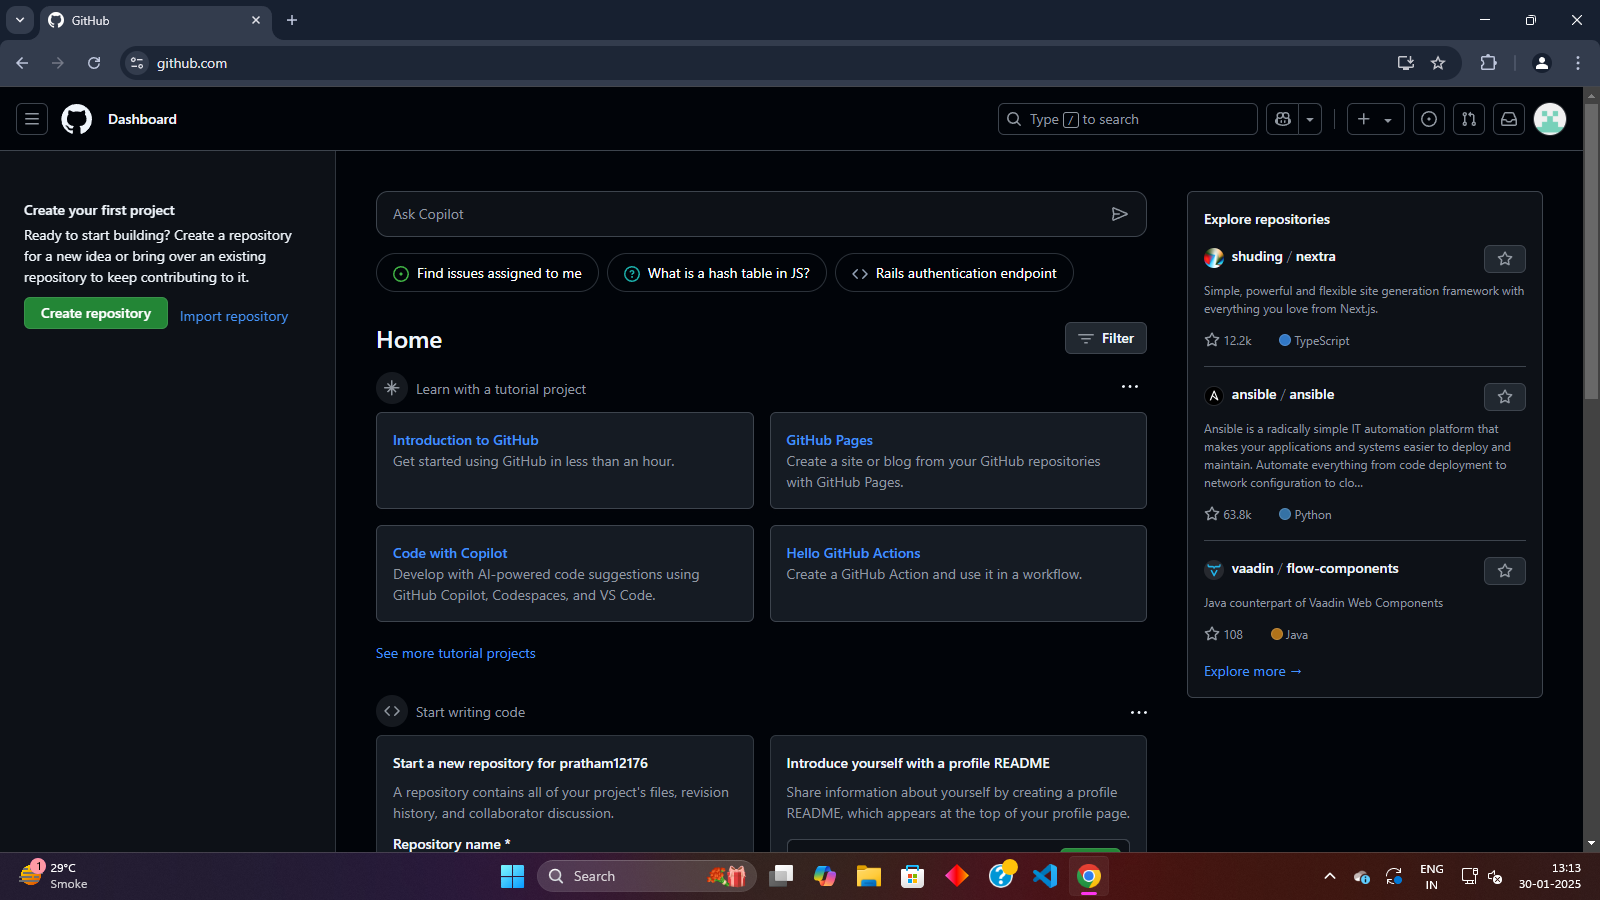 GitHub
github.com
Dashboard
Type / to search
Create your first project
Ready to start building? Create a repository
for a new idea or bring over an existing
repository to keep contributing to it.
Create repository
Import repository
Ask Copilot
Find issues assigned to me
What is a hash table in JS?
Rails authentication endpoint
Home
Filter
Learn with a tutorial project
Introduction to GitHub
Get started using GitHub in less than an hour.
GitHub Pages
Create a site or blog from your GitHub repositories
with GitHub Pages.
Code with Copilot
Develop with AI-powered code suggestions using
GitHub Copilot, Codespaces, and VS Code.
Hello GitHub Actions
Create a GitHub Action and use it in a workflow.
See more tutorial projects
Start writing code
Start a new repository for pratham12176
A repository contains all of your project's files, revision
history, and collaborator discussion.
Repository name *
Introduce yourself with a profile README
Share information about yourself by creating a profile
README, which appears at the top of your profile page.
Explore repositories
shuding / nextra
Simple, powerful and flexible site generation framework with
everything you love from Next.js.
12.2k TypeScript
ansible / ansible
Ansible is a radically simple IT automation platform that
makes your applications and systems easier to deploy and
maintain. Automate everything from code deployment to
network configuration to clo...
63.8k Python
vaadin / flow-components
Java counterpart of Vaadin Web Components
108 Java
Explore more →
1
29°C
Smoke
Search
ENG
IN
13:13
30-01-2025